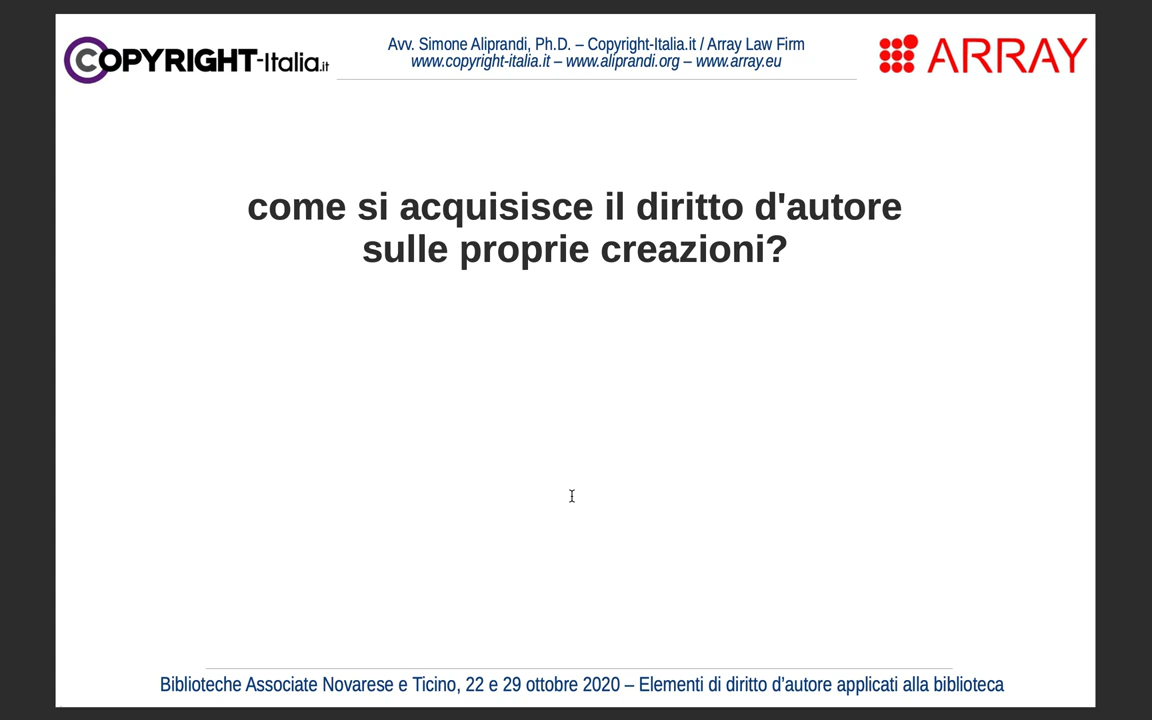 COPYRIGHT-Italia.it
Avv. Simone Aliprandi, Ph.D. – Copyright-Italia.it / Array Law Firm
www.copyright-italia.it – www.aliprandi.org – www.array.eu
ARRAY
come si acquisisce il diritto d'autore
sulle proprie creazioni?
Biblioteche Associate Novarese e Ticino, 22 e 29 ottobre 2020 – Elementi di diritto d’autore applicati alla biblioteca